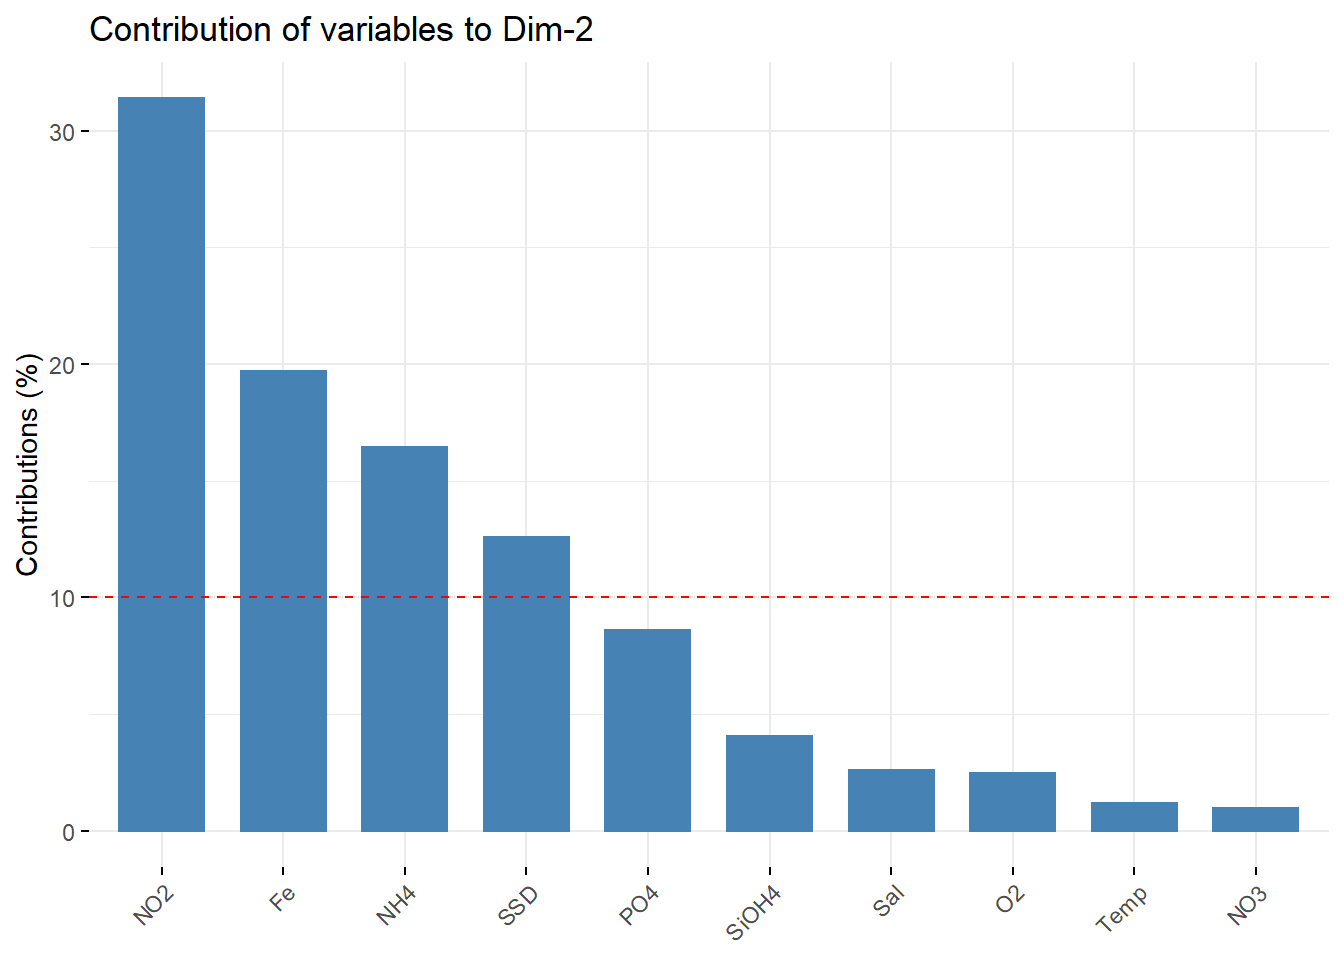 Contribution of variables to Dim-2
Contributions (%)
30
20
10
0
NO2
Fe
NH4
SSD
PO4
SiOH4
Sal
O2
Temp
NO3